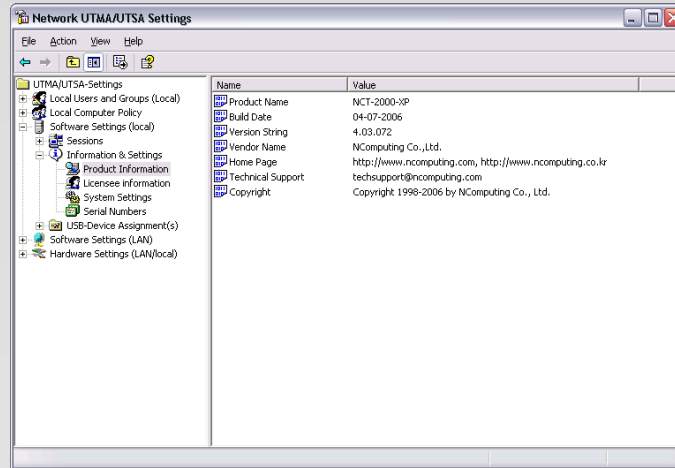 Network UTMA/UTSA Settings
File Action View Help
UTMA/UTSA-Settings
Local Users and Groups (Local)
Local Computer Policy
Software Settings (local)
Sessions
Information & Settings
Product Information
Licensee information
System Settings
Serial Numbers
USB-Device Assignment(s)
Software Settings (LAN)
Hardware Settings (LAN/local)
Name Value
Product Name NCT-2000-XP
Build Date 04-07-2006
Version String 4.03.072
Vendor Name NComputing Co.,Ltd.
Home Page http://www.ncomputing.com, http://www.ncomputing.co.kr
Technical Support techsupport@ncomputing.com
Copyright Copyright 1998-2006 by NComputing Co., Ltd.